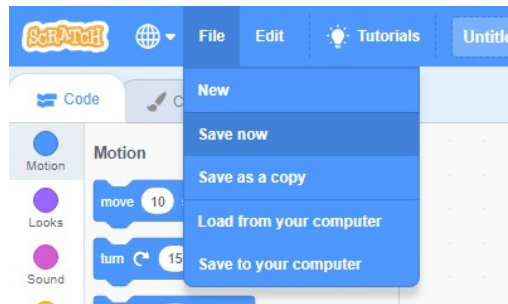 SCRATCH File Edit Tutorials Untitle
Code C
New
Save now
Save as a copy
Load from your computer
Save to your computer
Motion
Looks
Sound
Motion
move 10 s
turn 15